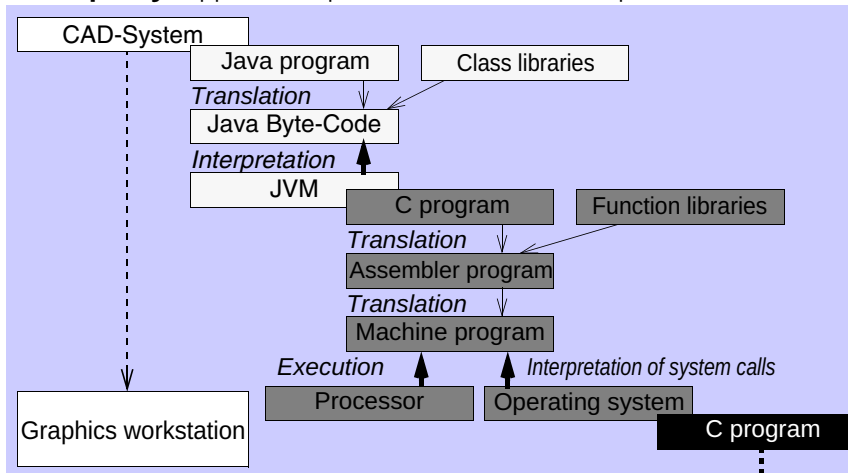 CAD-System
Java program
Class libraries
Translation
Java Byte-Code
Interpretation
JVM
C program
Function libraries
Translation
Assembler program
Translation
Machine program
Execution
Interpretation of system calls
Processor
Operating system
Graphics workstation
C program